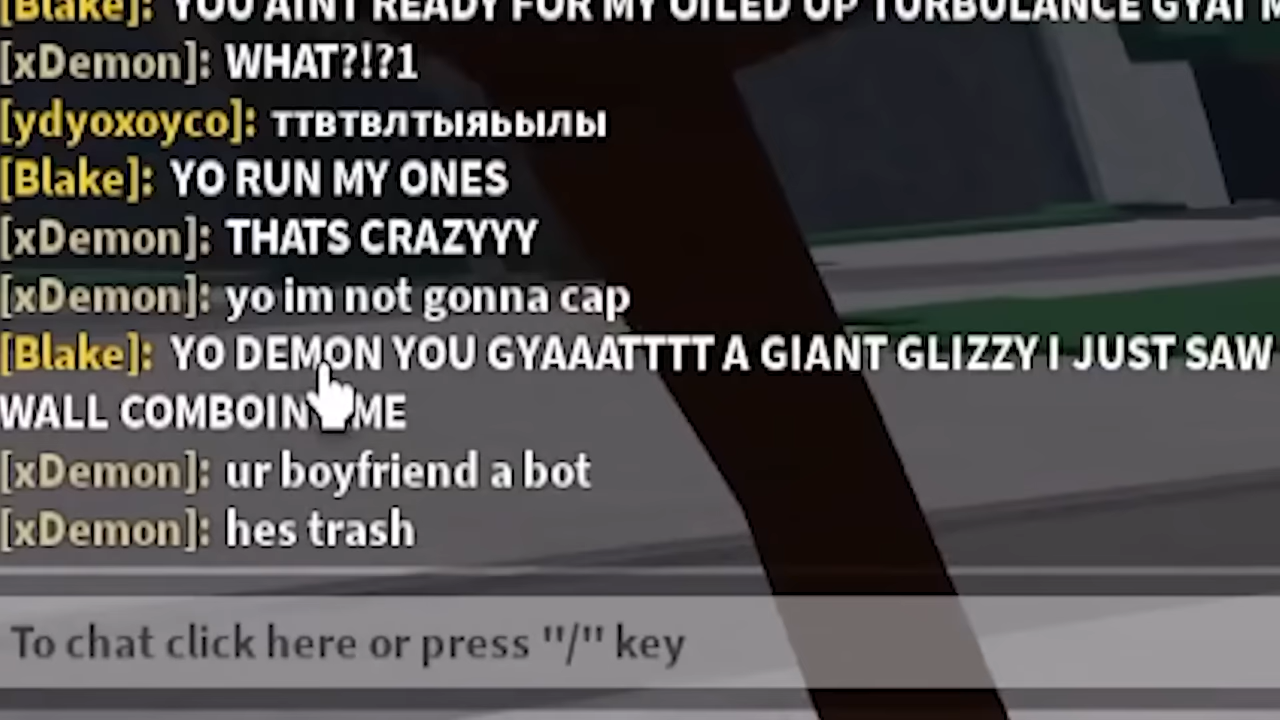 [Blake]: YOU AINT READY FOR MY OILED UP TURBULANCE GYAT
[xDemon]: WHAT?!?1
[ydyoxoyco]: ттвтвлтыяьылы
[Blake]: YO RUN MY ONES
[xDemon]: THATS CRAZYYY
[xDemon]: yo im not gonna cap
[Blake]: YO DEMON YOU GYAAATTTT A GIANT GLIZZY I JUST SAW
WALL COMBOIN ME
[xDemon]: ur boyfriend a bot
[xDemon]: hes trash
To chat click here or press "/" key